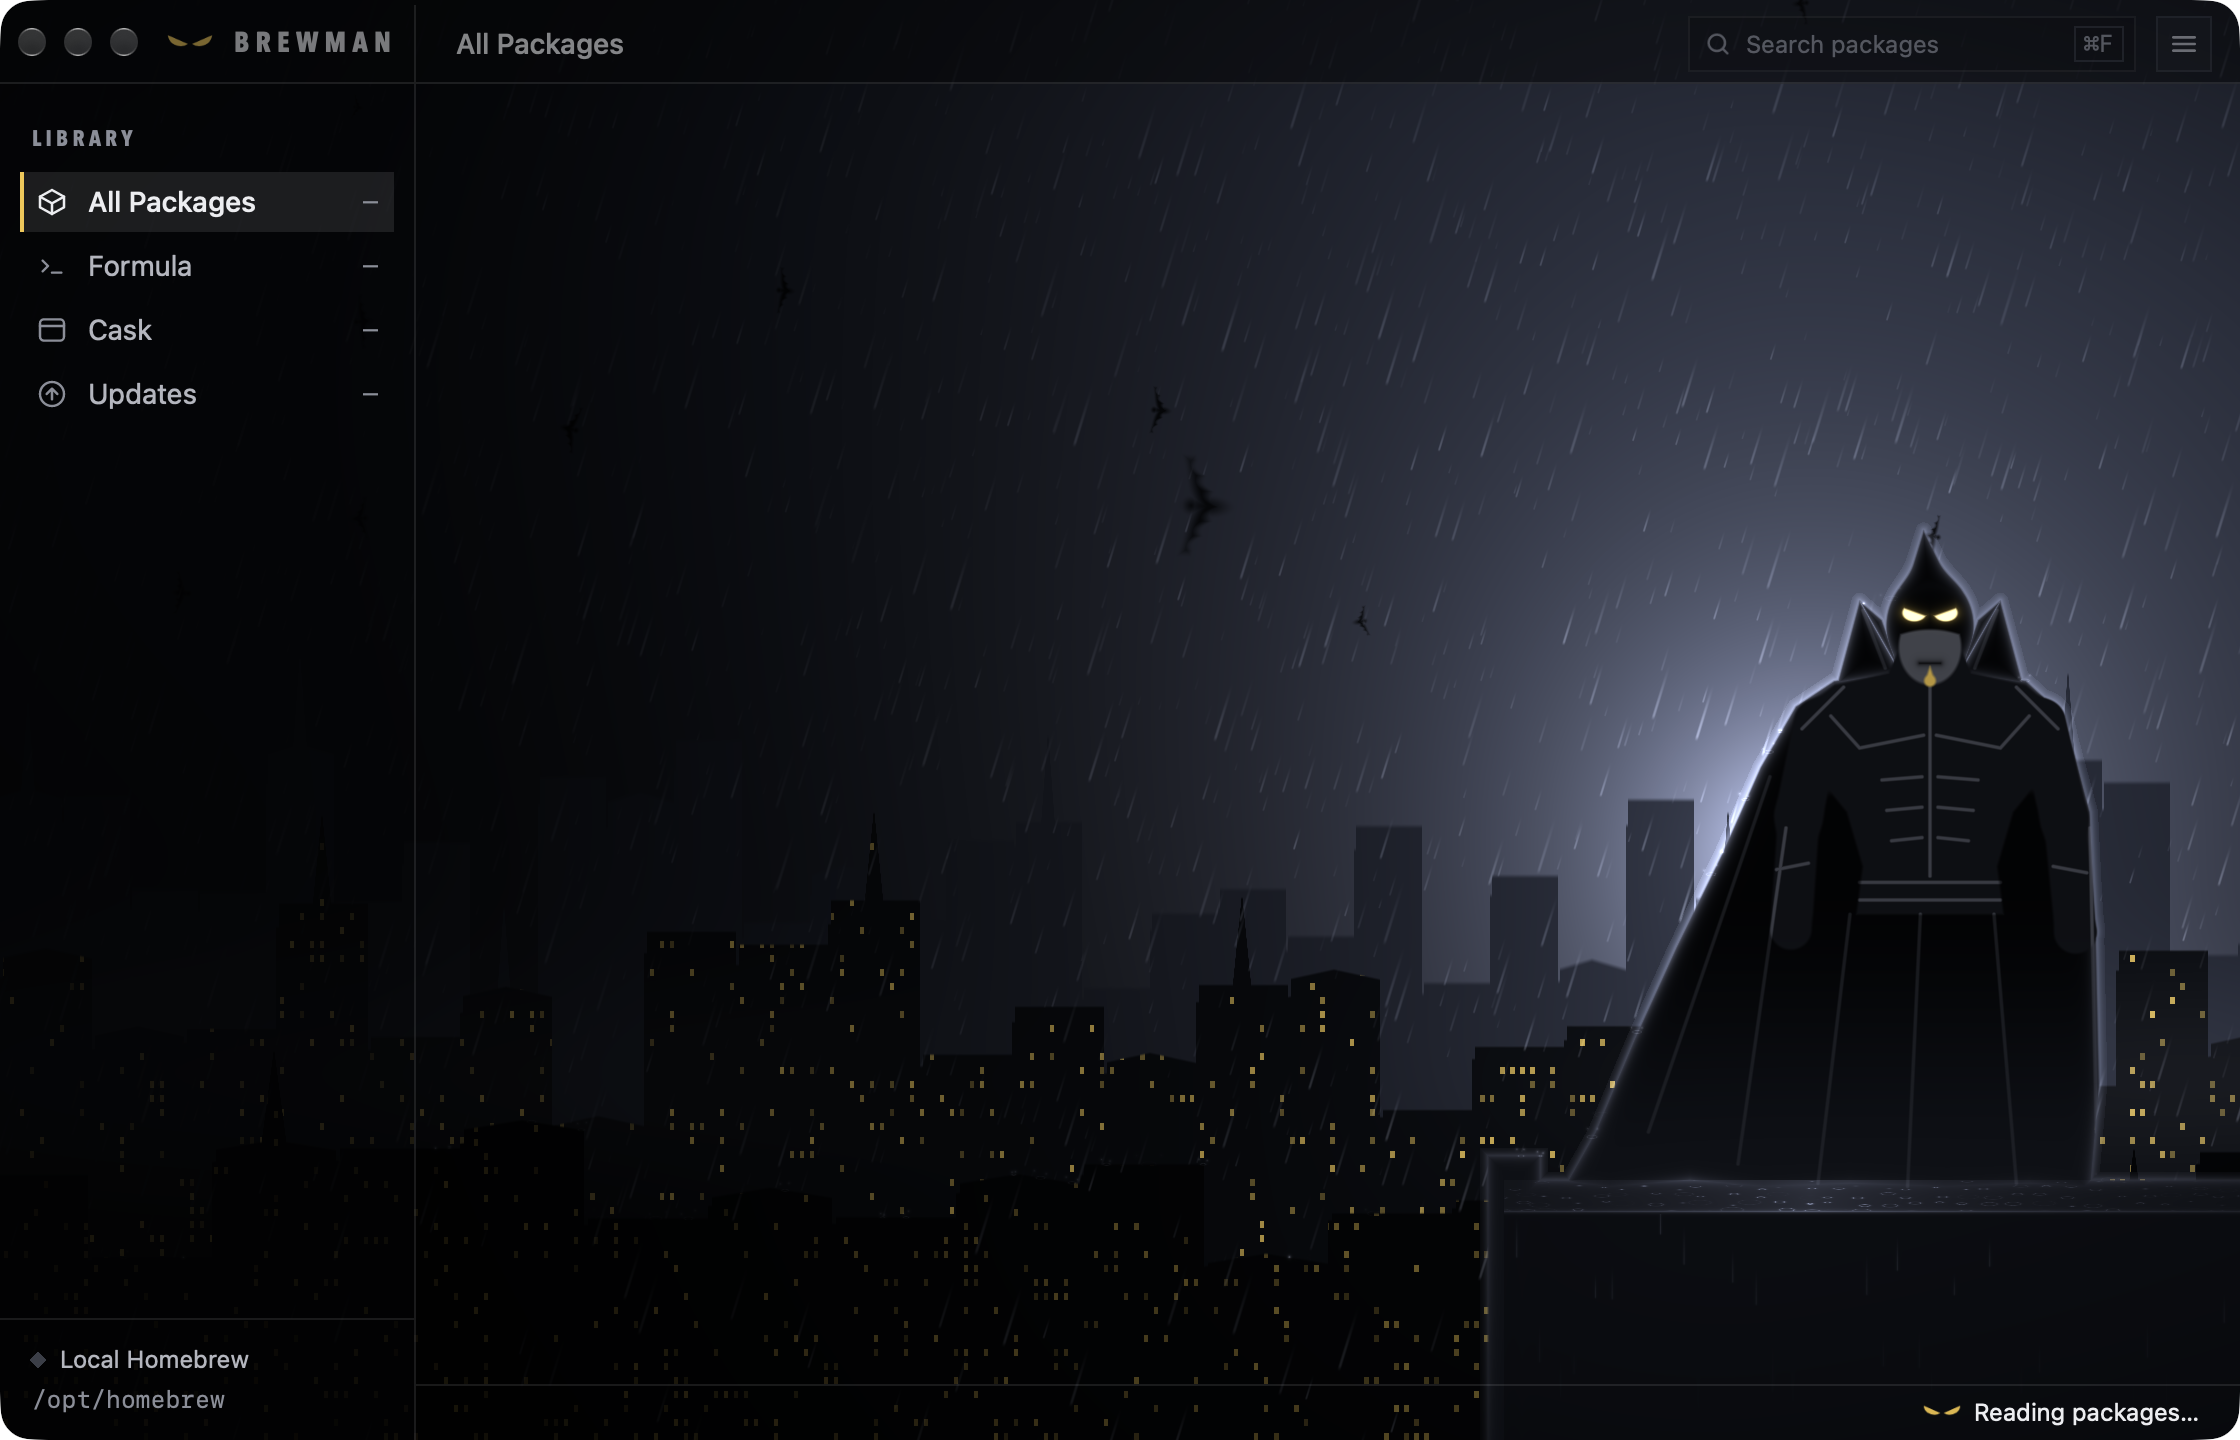 BREWMAN
All Packages
Search packages
⌘F
LIBRARY
All Packages –
Formula –
Cask –
Updates –
Local Homebrew
/opt/homebrew
Reading packages...